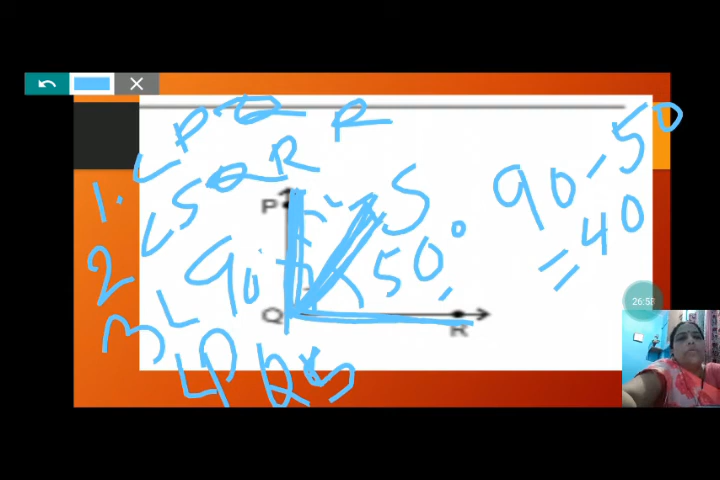 1. ∠PQR
2 ∠SQR
3 ∠
∠PQS
P
S
90°
50°
Q
R
90-50
=40
26:58